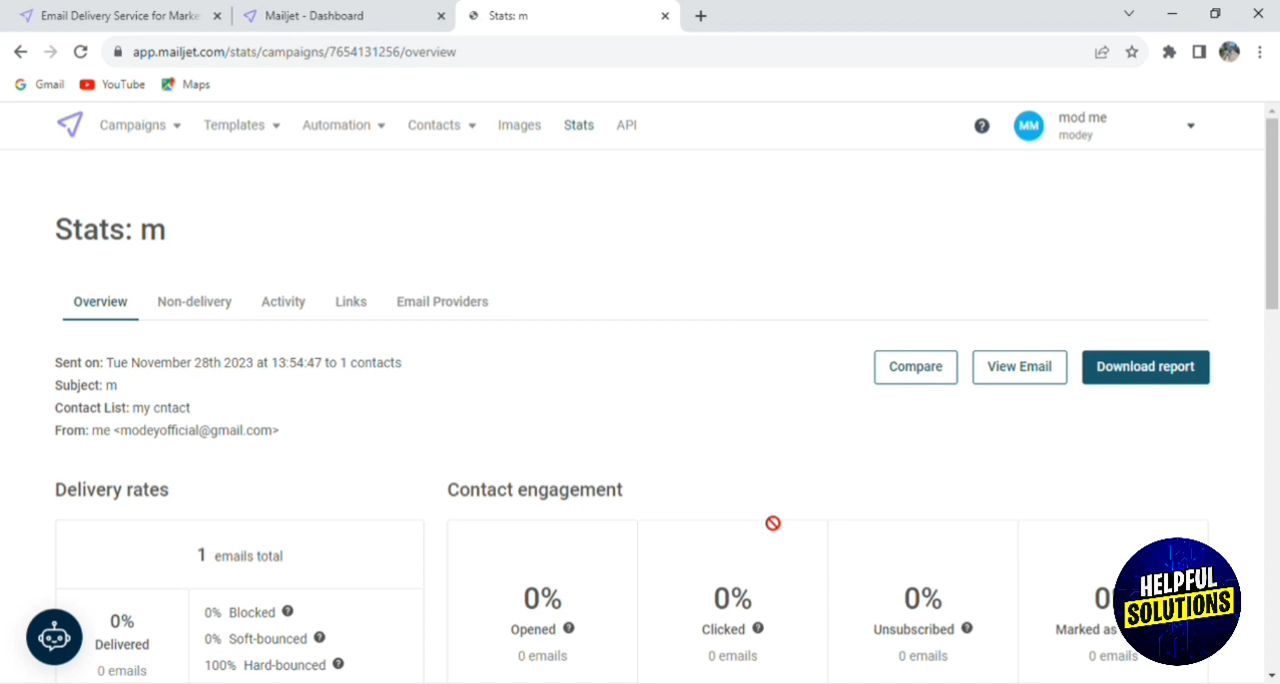 Email Delivery Service for Marke
Mailjet - Dashboard
Stats: m
app.mailjet.com/stats/campaigns/7654131256/overview
Gmail
YouTube
Maps
Campaigns
Templates
Automation
Contacts
Images
Stats
API
MM
mod me
modey
Stats: m
Overview
Non-delivery
Activity
Links
Email Providers
Sent on: Tue November 28th 2023 at 13:54:47 to 1 contacts
Subject: m
Contact List: my cntact
From: me <modeyofficial@gmail.com>
Compare
View Email
Download report
Delivery rates
1 emails total
0%
Delivered
0 emails
0% Blocked
0% Soft-bounced
100% Hard-bounced
Contact engagement
0%
Opened
0 emails
0%
Clicked
0 emails
0%
Unsubscribed
0 emails
0
Marked as
0 emails
HELPFUL
SOLUTIONS